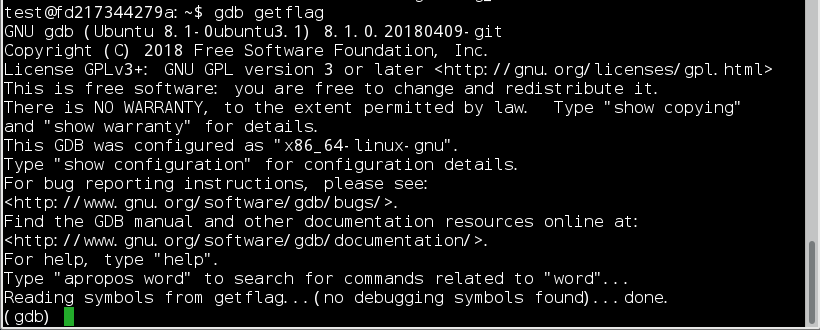 test@fd217344279a:~$ gdb getflag
GNU gdb (Ubuntu 8.1-0ubuntu3.1) 8.1.0.20180409-git
Copyright (C) 2018 Free Software Foundation, Inc.
License GPLv3+: GNU GPL version 3 or later <http://gnu.org/licenses/gpl.html>
This is free software: you are free to change and redistribute it.
There is NO WARRANTY, to the extent permitted by law.  Type "show copying"
and "show warranty" for details.
This GDB was configured as "x86_64-linux-gnu".
Type "show configuration" for configuration details.
For bug reporting instructions, please see:
<http://www.gnu.org/software/gdb/bugs/>.
Find the GDB manual and other documentation resources online at:
<http://www.gnu.org/software/gdb/documentation/>.
For help, type "help".
Type "apropos word" to search for commands related to "word"...
Reading symbols from getflag...(no debugging symbols found)...done.
(gdb)